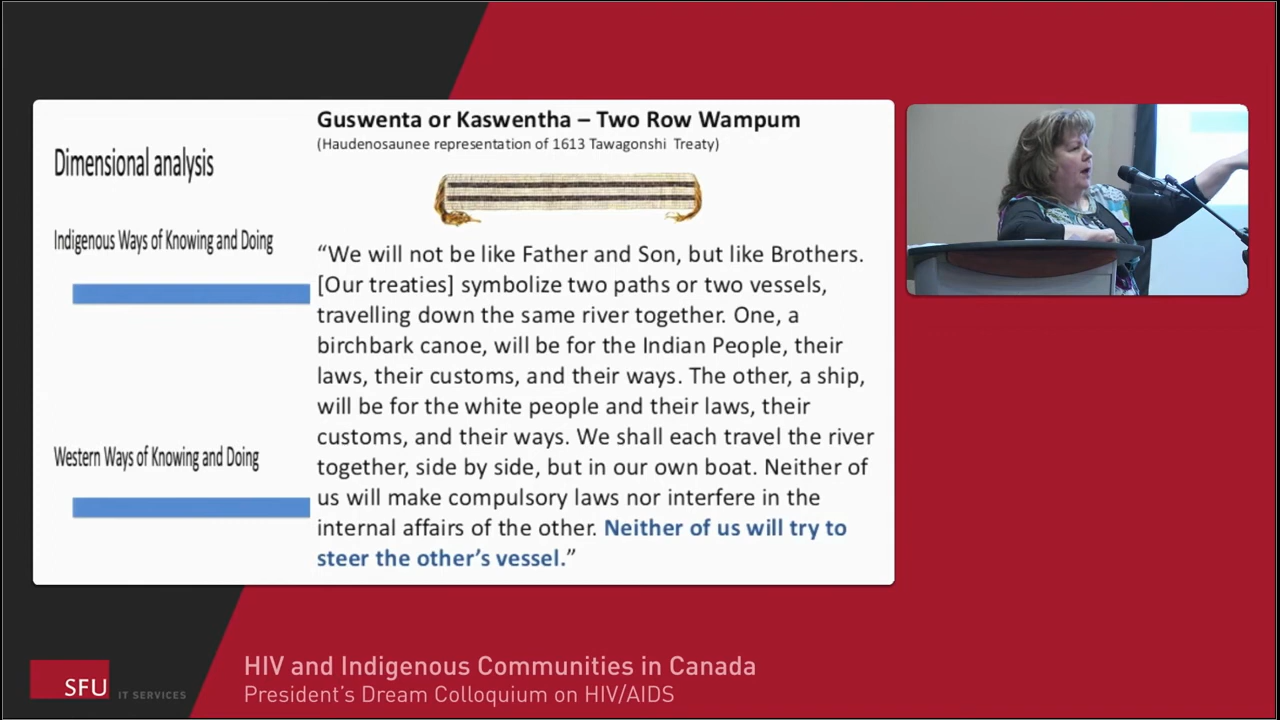 Dimensional analysis
Indigenous Ways of Knowing and Doing
Western Ways of Knowing and Doing
Guswenta or Kaswentha – Two Row Wampum
(Haudenosaunee representation of 1613 Tawagonshi Treaty)
“We will not be like Father and Son, but like Brothers.
[Our treaties] symbolize two paths or two vessels,
travelling down the same river together. One, a
birchbark canoe, will be for the Indian People, their
laws, their customs, and their ways. The other, a ship,
will be for the white people and their laws, their
customs, and their ways. We shall each travel the river
together, side by side, but in our own boat. Neither of
us will make compulsory laws nor interfere in the
internal affairs of the other. Neither of us will try to
steer the other’s vessel.”
SFU IT SERVICES
HIV and Indigenous Communities in Canada
President’s Dream Colloquium on HIV/AIDS